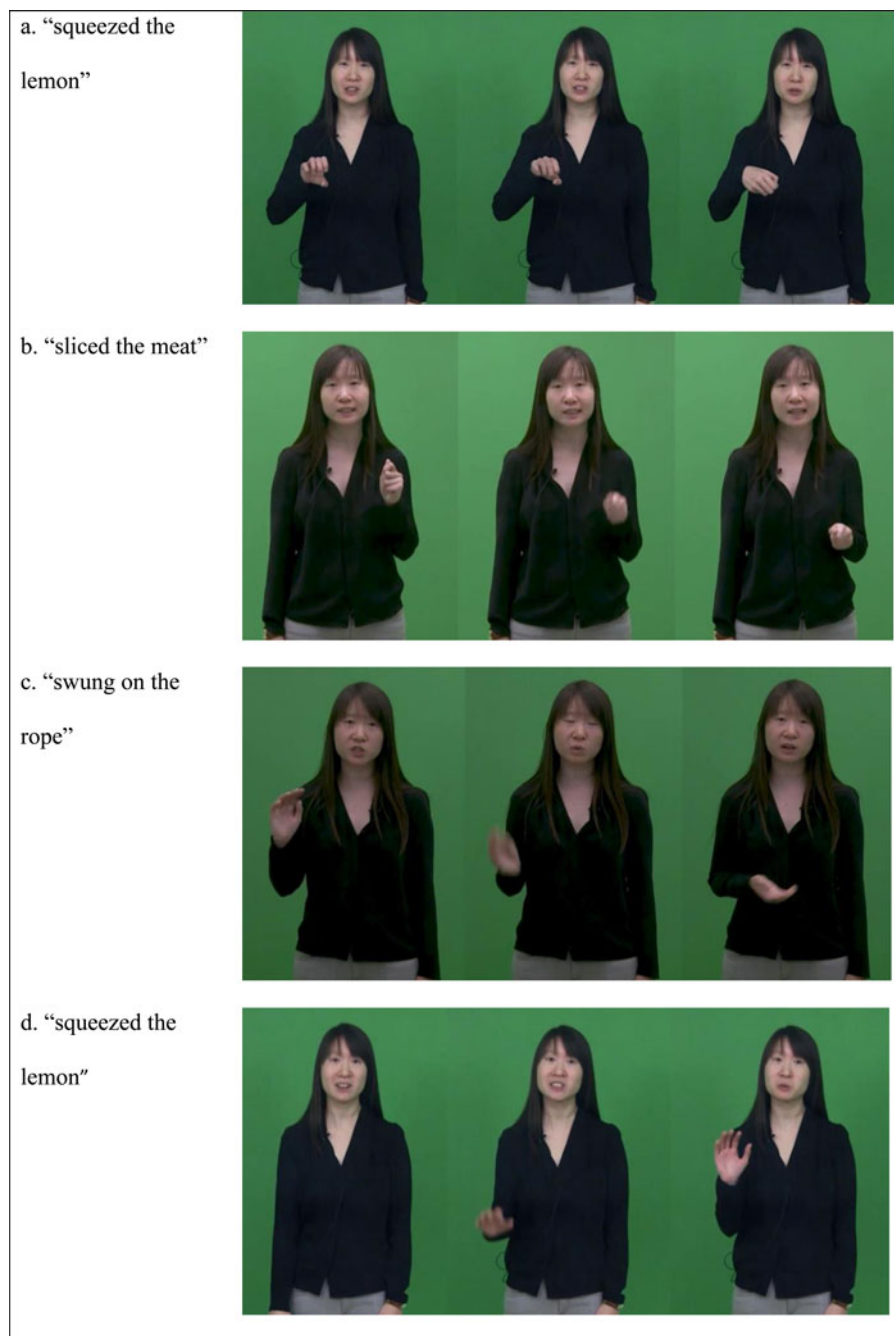 a. “squeezed the
lemon”
b. “sliced the meat”
c. “swung on the
rope”
d. “squeezed the
lemon”